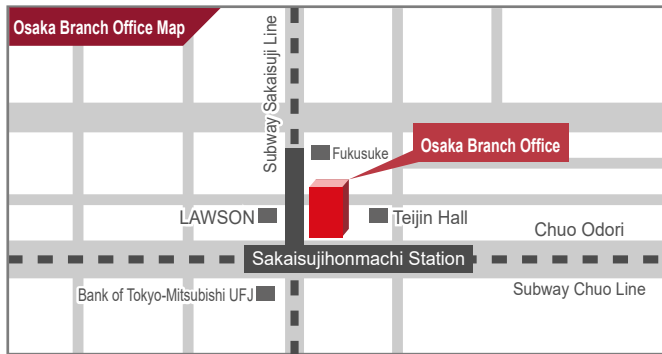 Osaka Branch Office Map
Subway Sakaisuji Line
Fukusuke
Osaka Branch Office
LAWSON
Teijin Hall
Chuo Odori
Sakaisujihonmachi Station
Subway Chuo Line
Bank of Tokyo-Mitsubishi UFJ